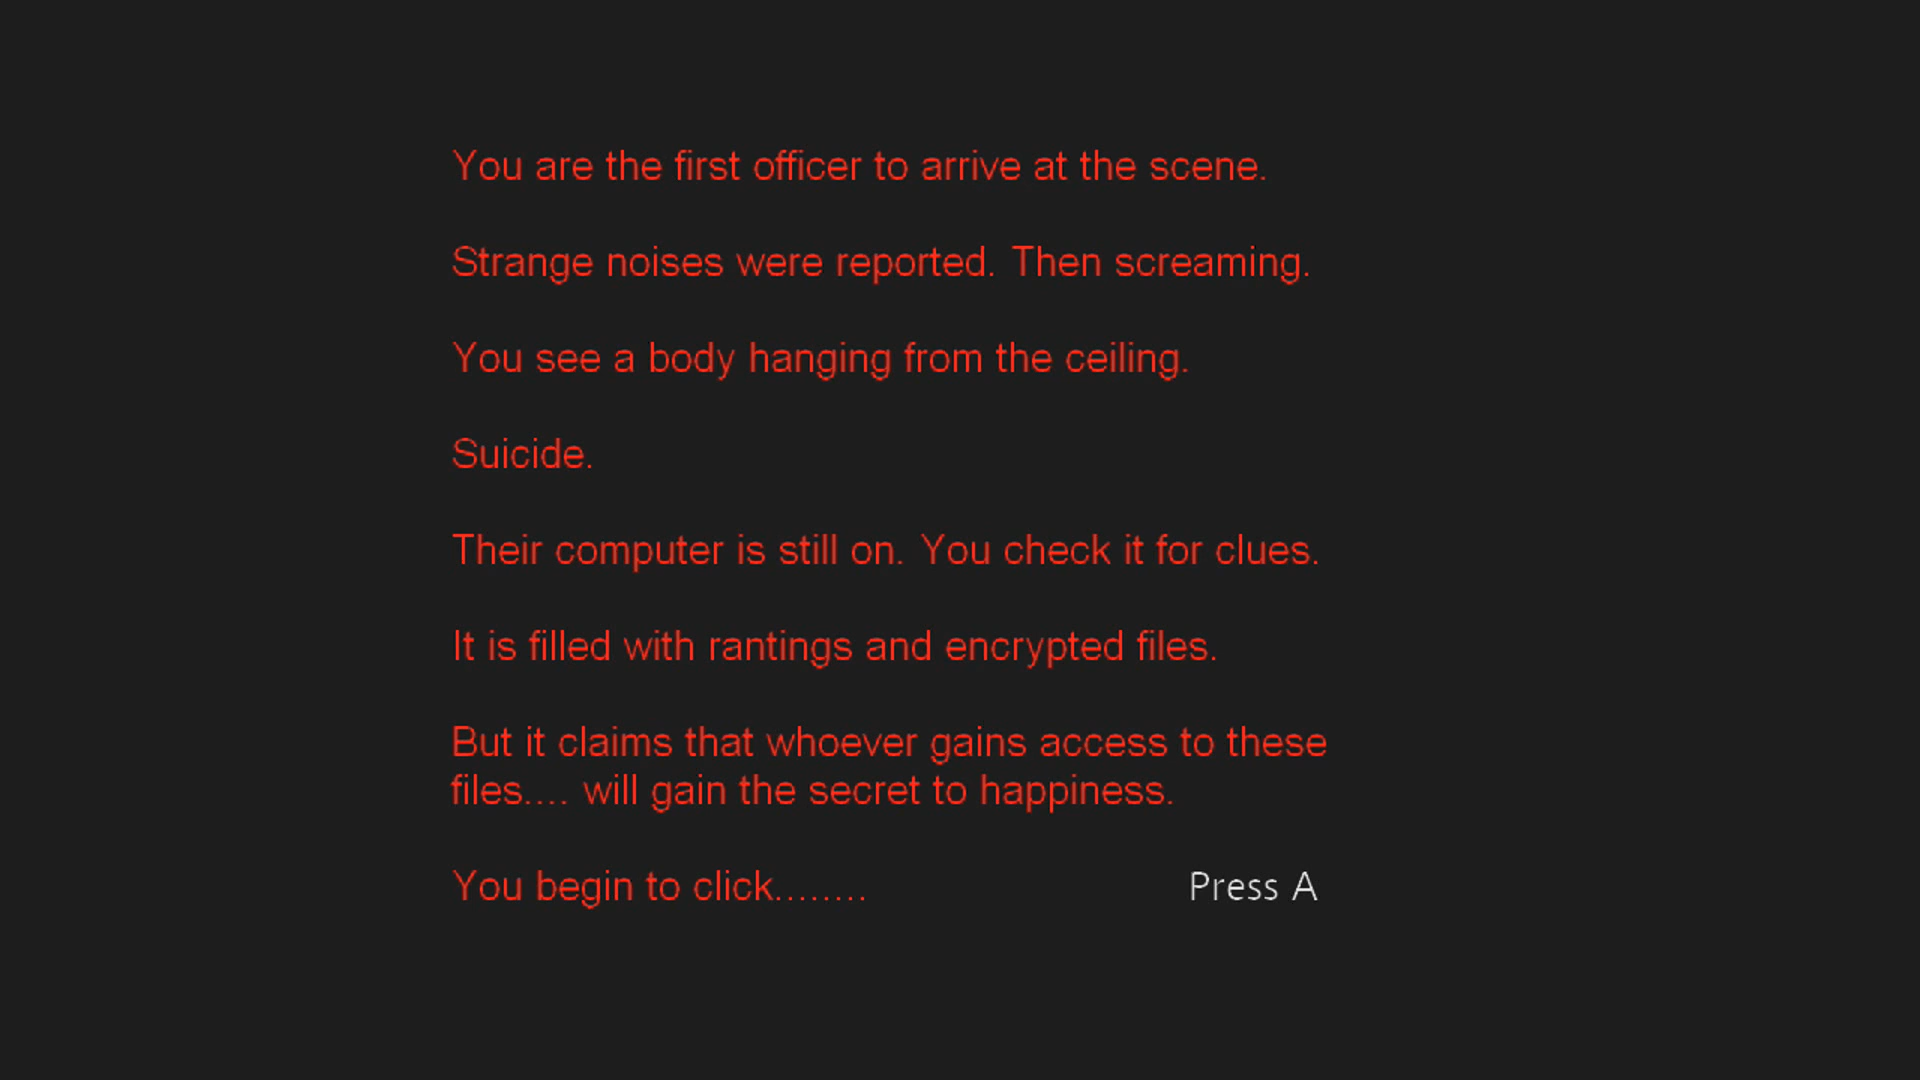 You are the first officer to arrive at the scene.
Strange noises were reported. Then screaming.
You see a body hanging from the ceiling.
Suicide.
Their computer is still on. You check it for clues.
It is filled with rantings and encrypted files.
But it claims that whoever gains access to these
files.... will gain the secret to happiness.
You begin to click........ Press A